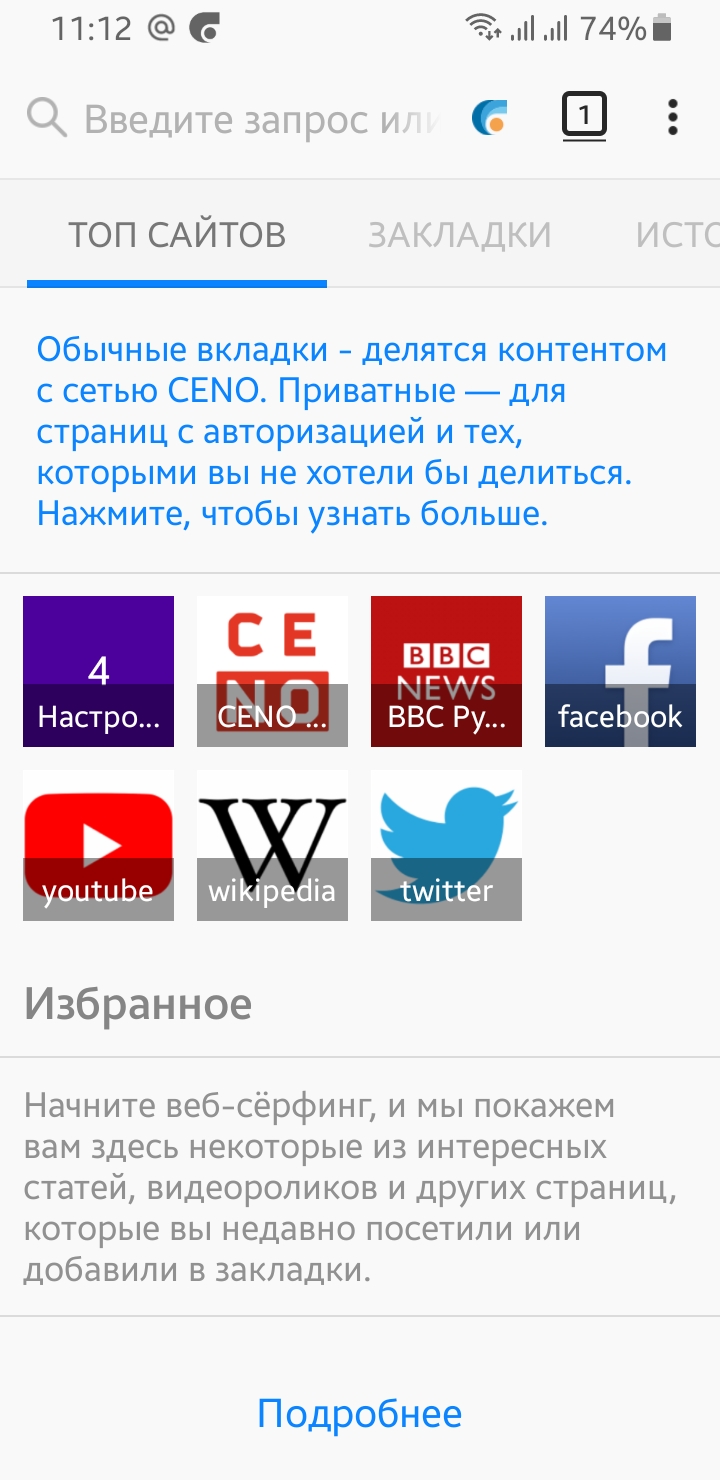 11:12 @ 74%
Введите запрос или
1
ТОП САЙТОВ ЗАКЛАДКИ ИСТО
Обычные вкладки - делятся контентом
с сетью CENO. Приватные — для
страниц с авторизацией и тех,
которыми вы не хотели бы делиться.
Нажмите, чтобы узнать больше.
4
CE
NO
BBC
NEWS
f
Настро... CENO ... BBC Ру... facebook
W
youtube wikipedia twitter
Избранное
Начните веб-сёрфинг, и мы покажем
вам здесь некоторые из интересных
статей, видеороликов и других страниц,
которые вы недавно посетили или
добавили в закладки.
Подробнее